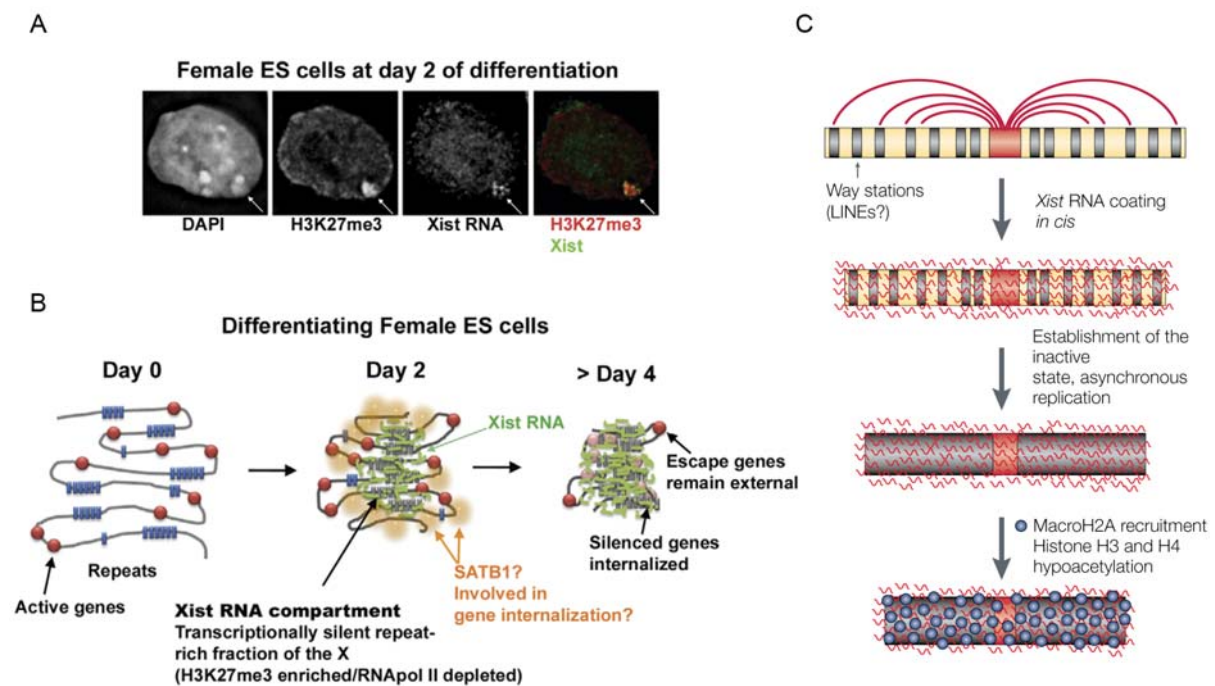 A
Female ES cells at day 2 of differentiation
DAPI
H3K27me3
Xist RNA
H3K27me3
Xist
B
Differentiating Female ES cells
Day 0
Day 2
> Day 4
Xist RNA
Escape genes
remain external
Silenced genes
internalized
Repeats
Active genes
SATB1?
Involved in
gene internalization?
Xist RNA compartment
Transcriptionally silent repeat-
rich fraction of the X
(H3K27me3 enriched/RNApol II depleted)
C
Way stations
(LINEs?)
Xist RNA coating
in cis
Establishment of the
inactive
state, asynchronous
replication
MacroH2A recruitment
Histone H3 and H4
hypoacetylation